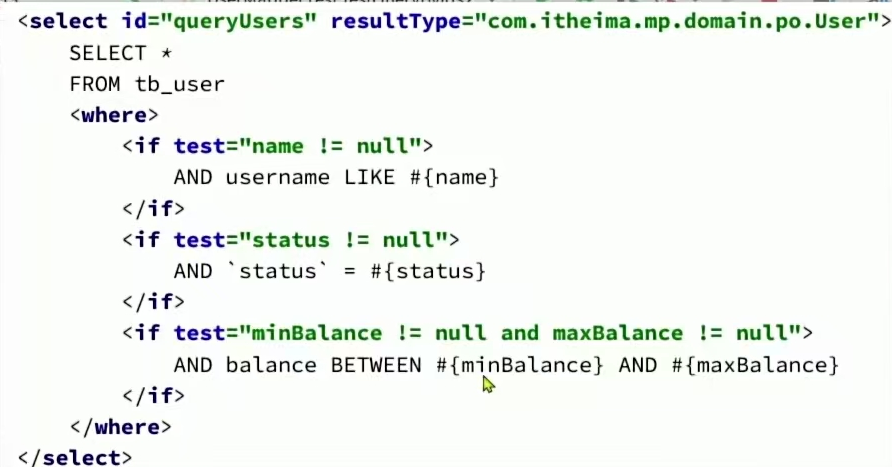 <select id="queryUsers" resultType="com.itheima.mp.domain.po.User">
SELECT *
FROM tb_user
<where>
<if test="name != null">
AND username LIKE #{name}
</if>
<if test="status != null">
AND `status` = #{status}
</if>
<if test="minBalance != null and maxBalance != null">
AND balance BETWEEN #{minBalance} AND #{maxBalance}
</if>
</where>
</select>